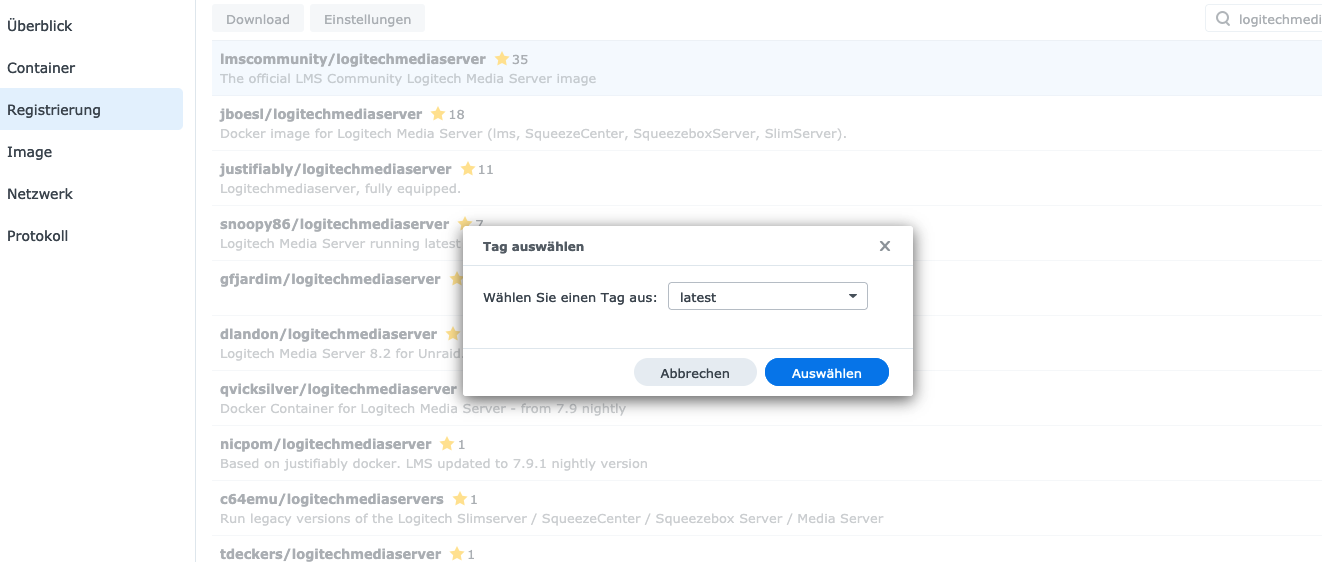 Überblick
Container
Registrierung
Image
Netzwerk
Protokoll
Download
Einstellungen
logitechmedi
lmscommunity/logitechmediaserver 35
The official LMS Community Logitech Media Server image
jboesl/logitechmediaserver 18
Docker image for Logitech Media Server (lms, SqueezeCenter, SqueezeboxServer, SlimServer).
justifiably/logitechmediaserver 11
Logitechmediaserver, fully equipped.
snoopy86/logitechmediaserver 7
Logitech Media Server running latest
gfjardim/logitechmediaserver
dlandon/logitechmediaserver
Logitech Media Server 8.2 for Unraid.
qvicksilver/logitechmediaserver
Docker Container for Logitech Media Server - from 7.9 nightly
nicpom/logitechmediaserver 1
Based on justifiably docker. LMS updated to 7.9.1 nightly version
c64emu/logitechmediaservers 1
Run legacy versions of the Logitech Slimserver / SqueezeCenter / Squeezebox Server / Media Server
tdeckers/logitechmediaserver 1
Tag auswählen
Wählen Sie einen Tag aus: latest
Abbrechen
Auswählen